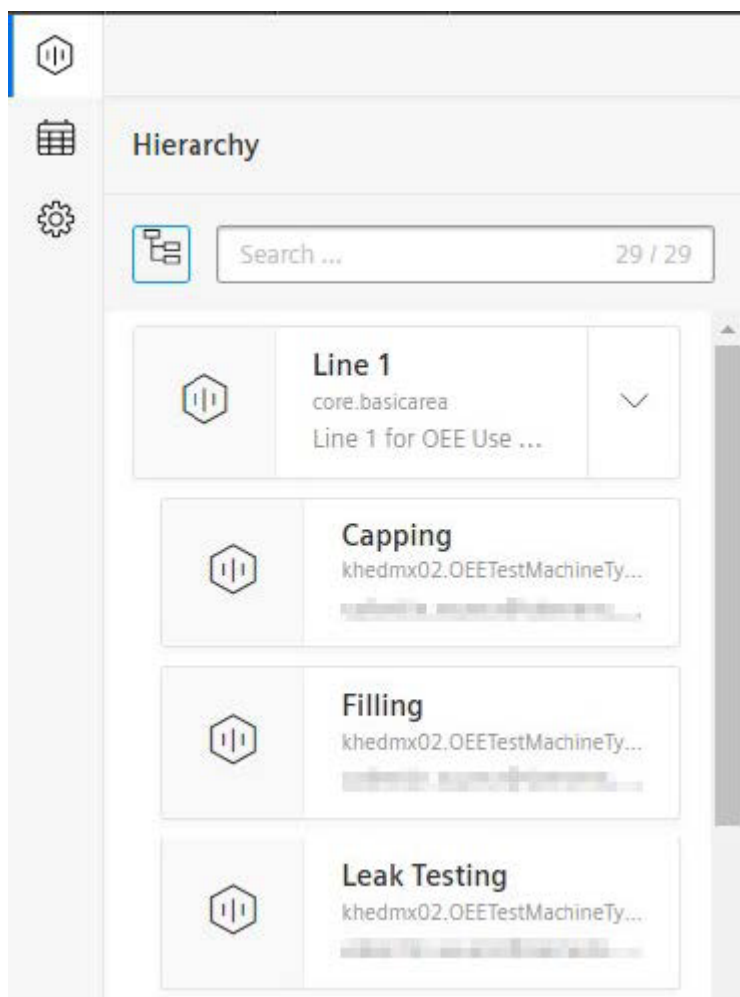 Hierarchy
Search ... 29 / 29
Line 1
core.basicarea
Line 1 for OEE Use ...
Capping
khedmx02.OEETestMachineTy...
Filling
khedmx02.OEETestMachineTy...
Leak Testing
khedmx02.OEETestMachineTy...